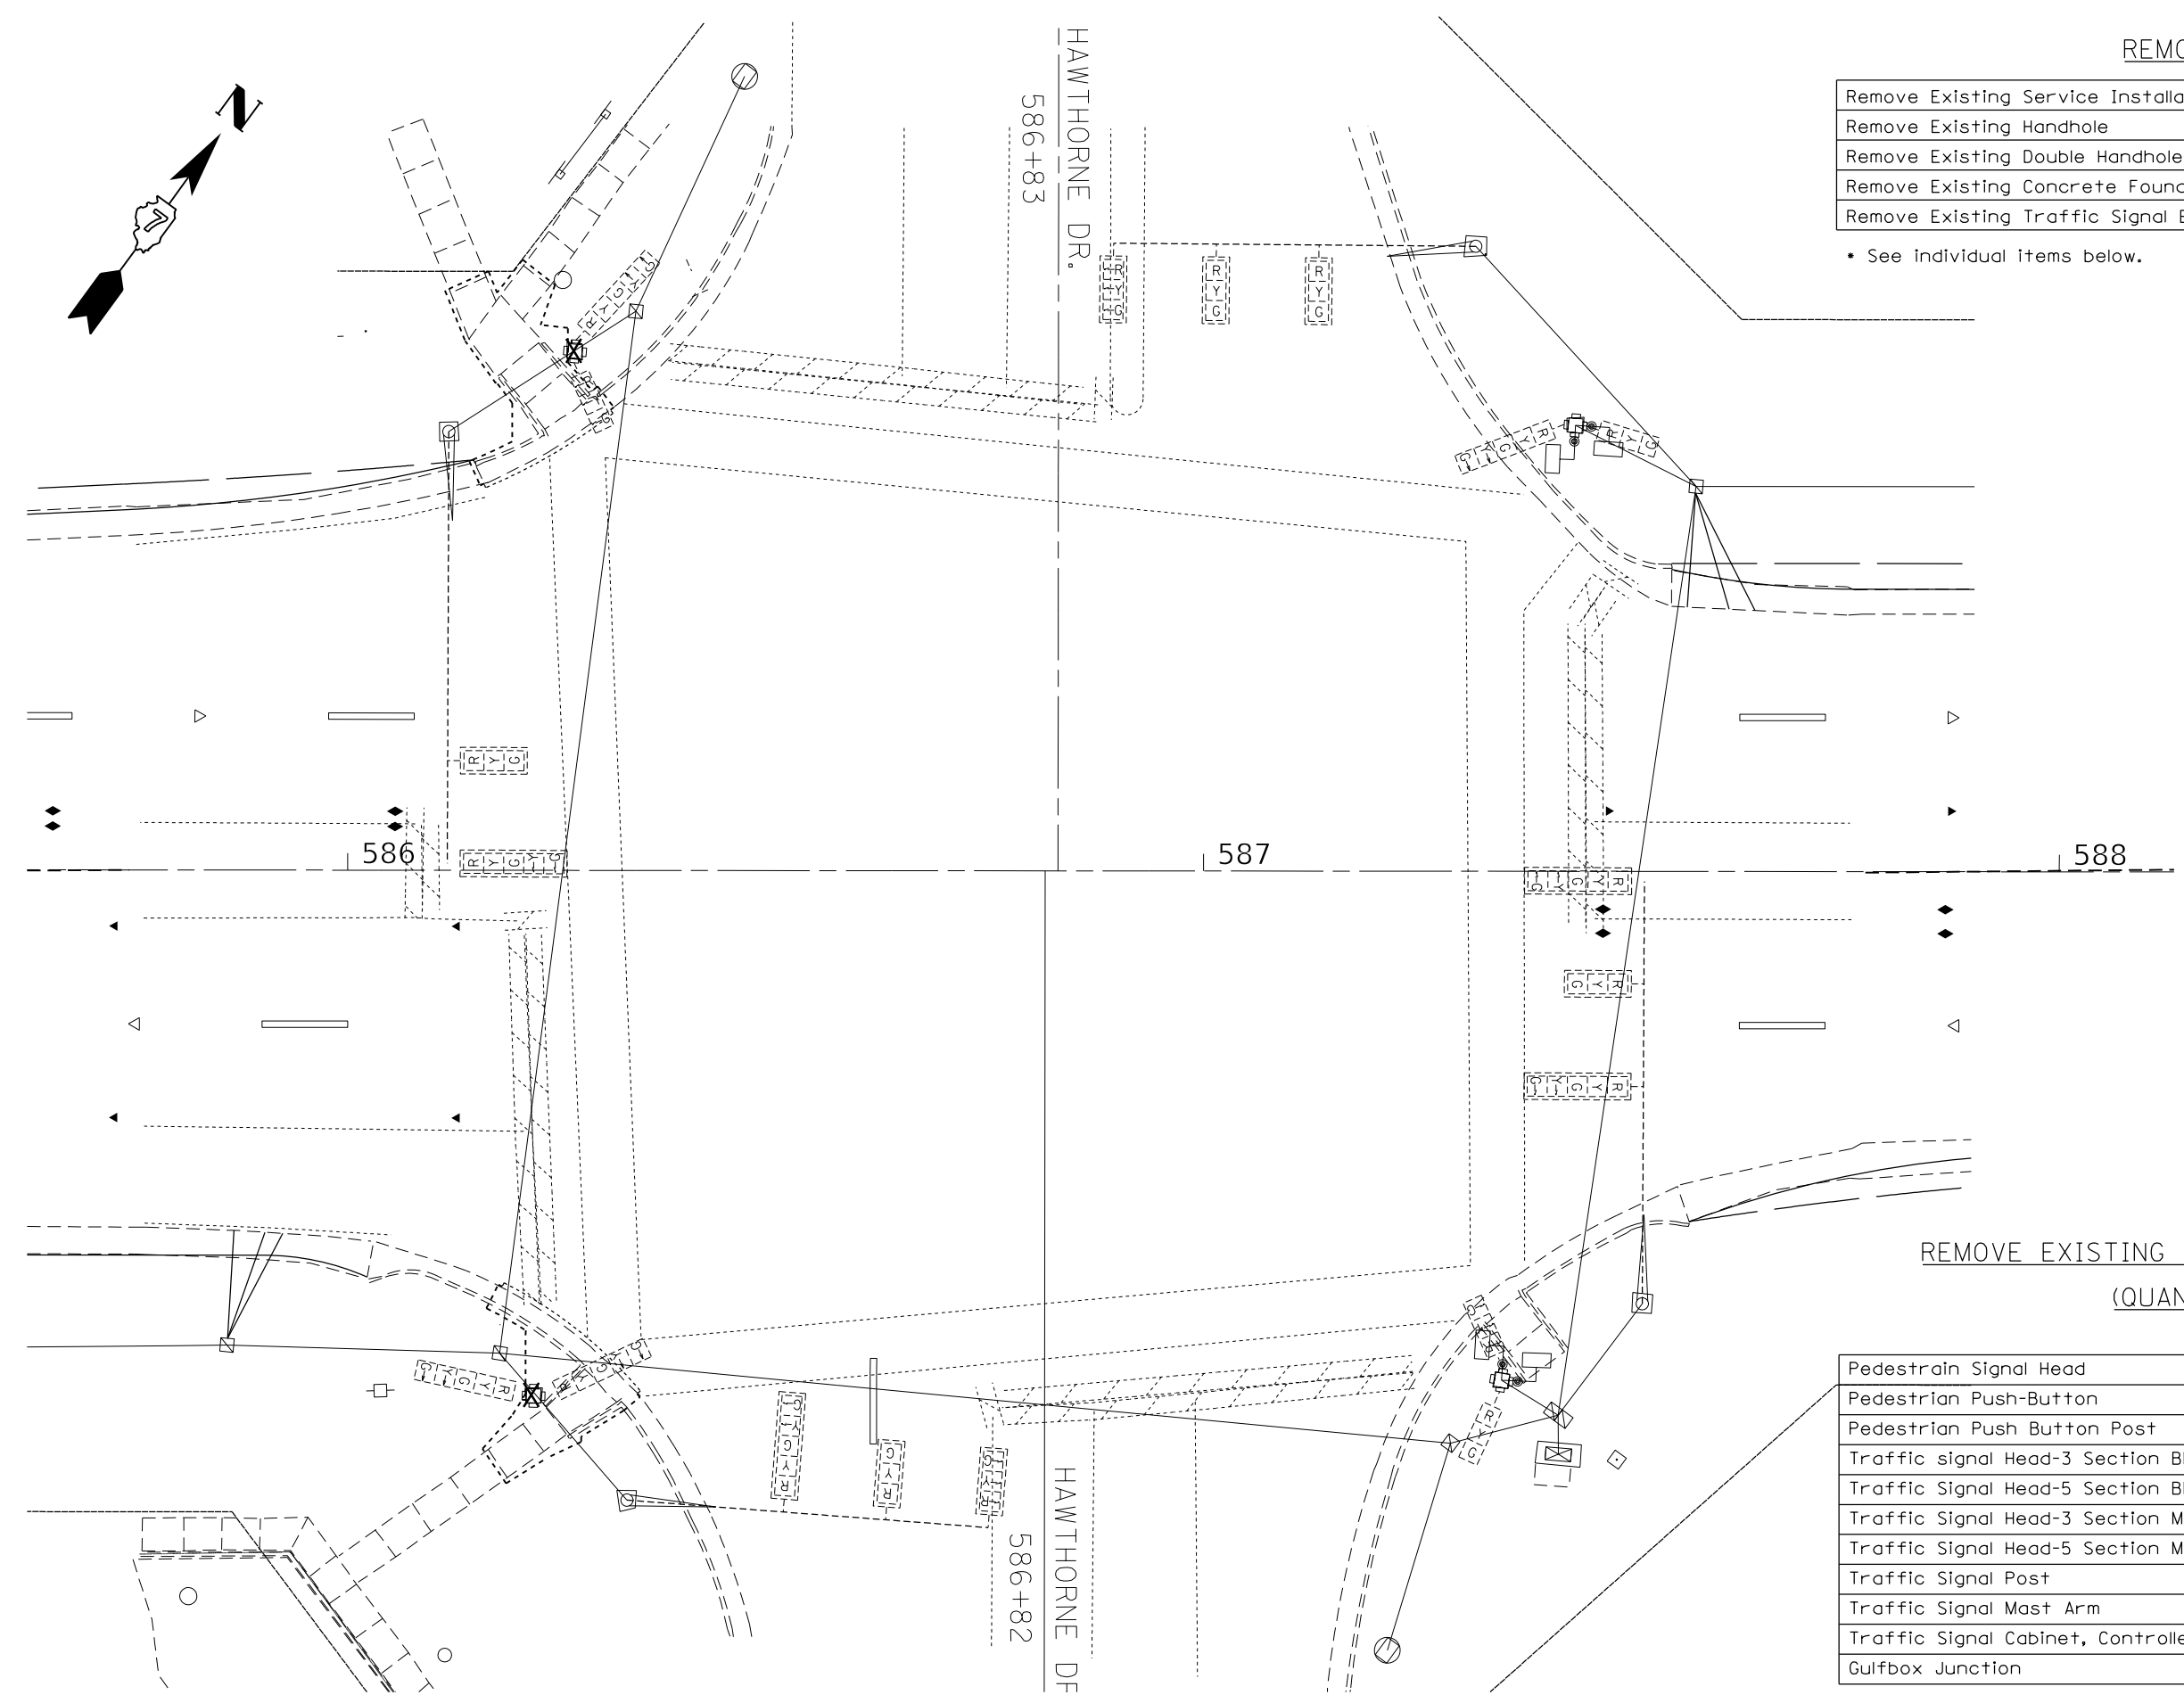 N
7
HAWTHORNE DR.
586+83
REMO
Remove Existing Service Installa
Remove Existing Handhole
Remove Existing Double Handhole
Remove Existing Concrete Found
Remove Existing Traffic Signal E
* See individual items below.
R Y G Y G
R Y G
R Y G
R Y G
R Y G Y G
R Y G
R Y G
586
R Y G Y G
587
588
R Y G Y G
R Y G
R Y G Y G
REMOVE EXISTING
(QUAN
Pedestrain Signal Head
Pedestrian Push-Button
Pedestrian Push Button Post
Traffic signal Head-3 Section B
Traffic Signal Head-5 Section B
Traffic Signal Head-3 Section M
Traffic Signal Head-5 Section M
Traffic Signal Post
Traffic Signal Mast Arm
Traffic Signal Cabinet, Controlle
Gulfbox Junction
R Y G Y G
R Y G Y G
R Y G Y G
R Y G
R Y G
R Y G
HAWTHORNE DR
586+82